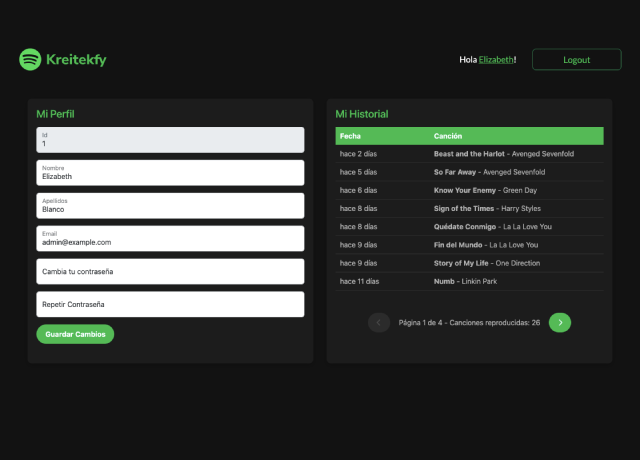 Kreitekfy
Hola Elizabeth!
Logout
Mi Perfil
Id
1
Nombre
Elizabeth
Apellidos
Blanco
Email
admin@example.com
Cambia tu contraseña
Repetir Contraseña
Guardar Cambios
Mi Historial
Fecha Canción
hace 2 días Beast and the Harlot - Avenged Sevenfold
hace 5 días So Far Away - Avenged Sevenfold
hace 6 días Know Your Enemy - Green Day
hace 8 días Sign of the Times - Harry Styles
hace 8 días Quédate Conmigo - La La Love You
hace 9 días Fin del Mundo - La La Love You
hace 9 días Story of My Life - One Direction
hace 11 días Numb - Linkin Park
Página 1 de 4 - Canciones reproducidas: 26